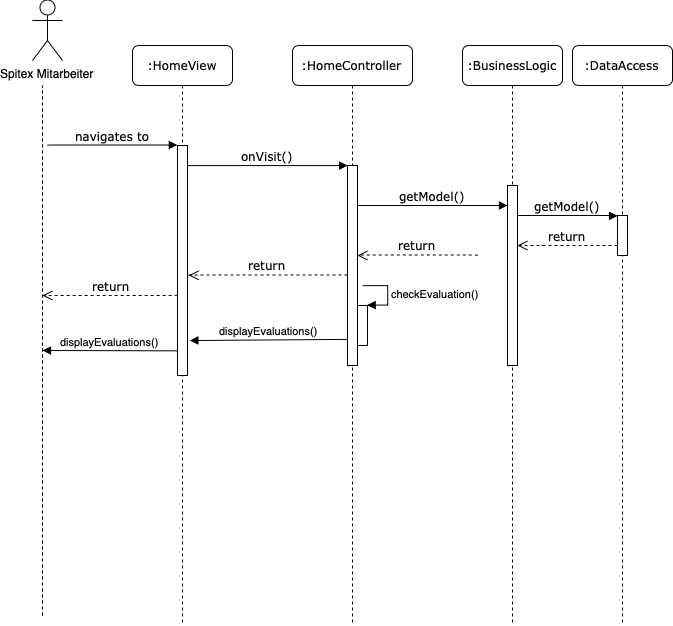 Spitex Mitarbeiter
:HomeView
:HomeController
:BusinessLogic
:DataAccess
navigates to
onVisit()
getModel()
getModel()
return
return
return
return
checkEvaluation()
displayEvaluations()
displayEvaluations()